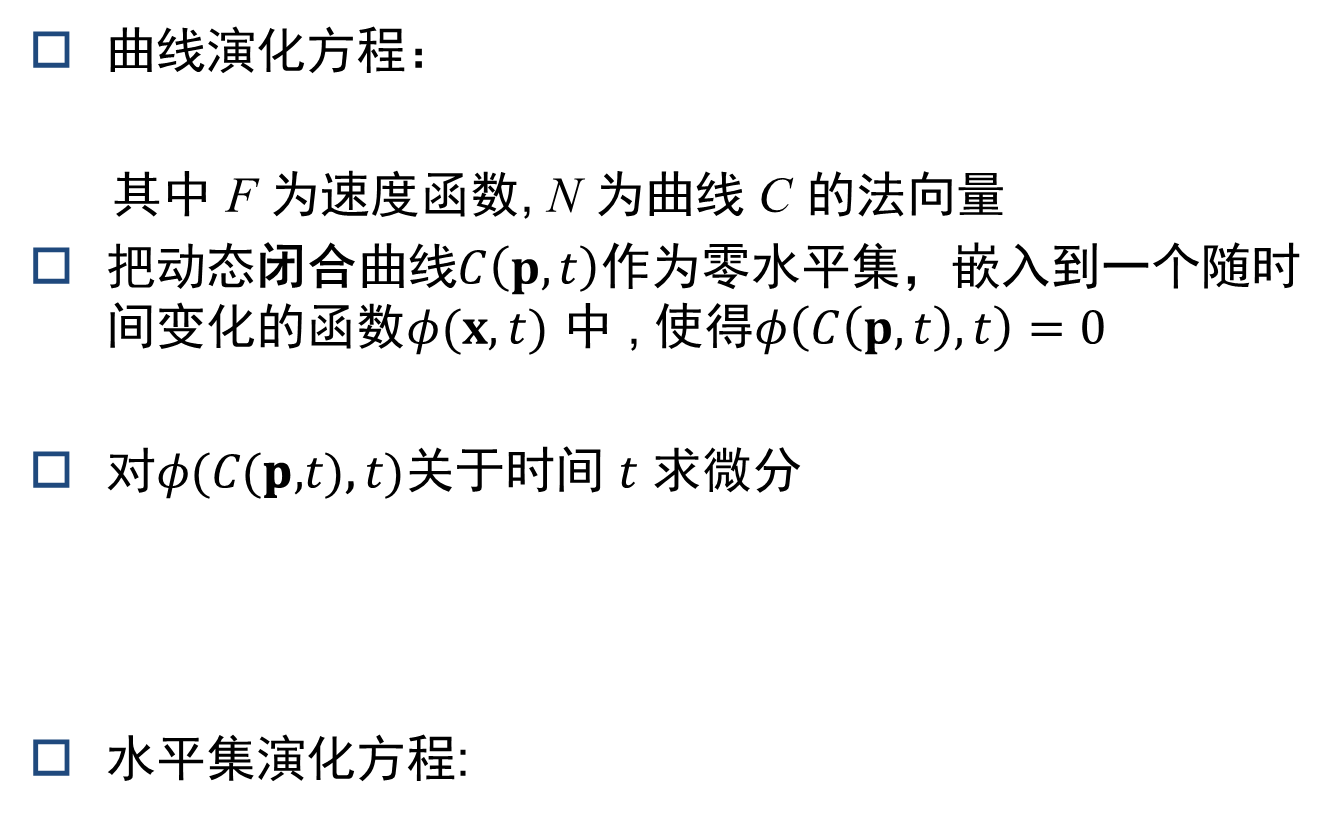 曲线演化方程：
其中 F 为速度函数, N 为曲线 C 的法向量
把动态闭合曲线C(p,t)作为零水平集，嵌入到一个随时
间变化的函数ϕ(x,t) 中 , 使得ϕ(C(p,t),t) = 0
对ϕ(C(p,t),t)关于时间 t 求微分
水平集演化方程: